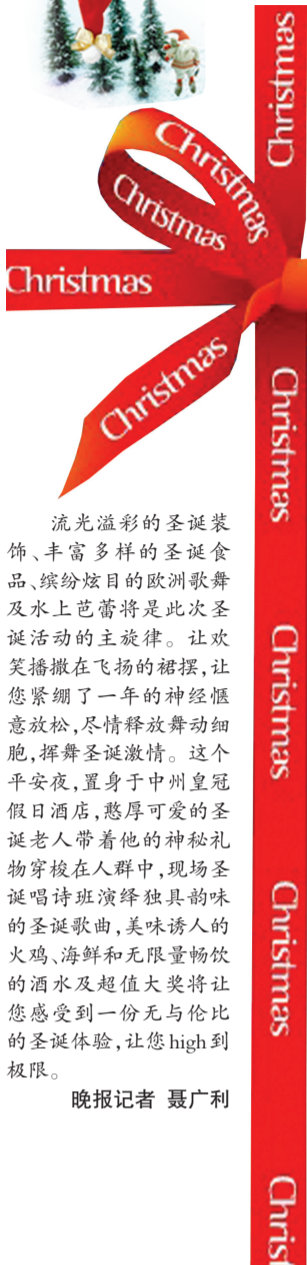 Christmas
Christmas
Christmas
Christmas
Christmas
Christmas
Christmas
Christmas
Chris
流光溢彩的圣诞装
饰、丰富多样的圣诞食
品、缤纷炫目的欧洲歌舞
及水上芭蕾将是此次圣
诞活动的主旋律。让欢
笑播撒在飞扬的裙摆,让
您紧绷了一年的神经惬
意放松,尽情释放舞动细
胞,挥舞圣诞激情。这个
平安夜,置身于中州皇冠
假日酒店,憨厚可爱的圣
诞老人带着他的神秘礼
物穿梭在人群中,现场圣
诞唱诗班演绎独具韵味
的圣诞歌曲,美味诱人的
火鸡、海鲜和无限量畅饮
的酒水及超值大奖将让
您感受到一份无与伦比
的圣诞体验,让您high到
极限。
晚报记者 聂广利